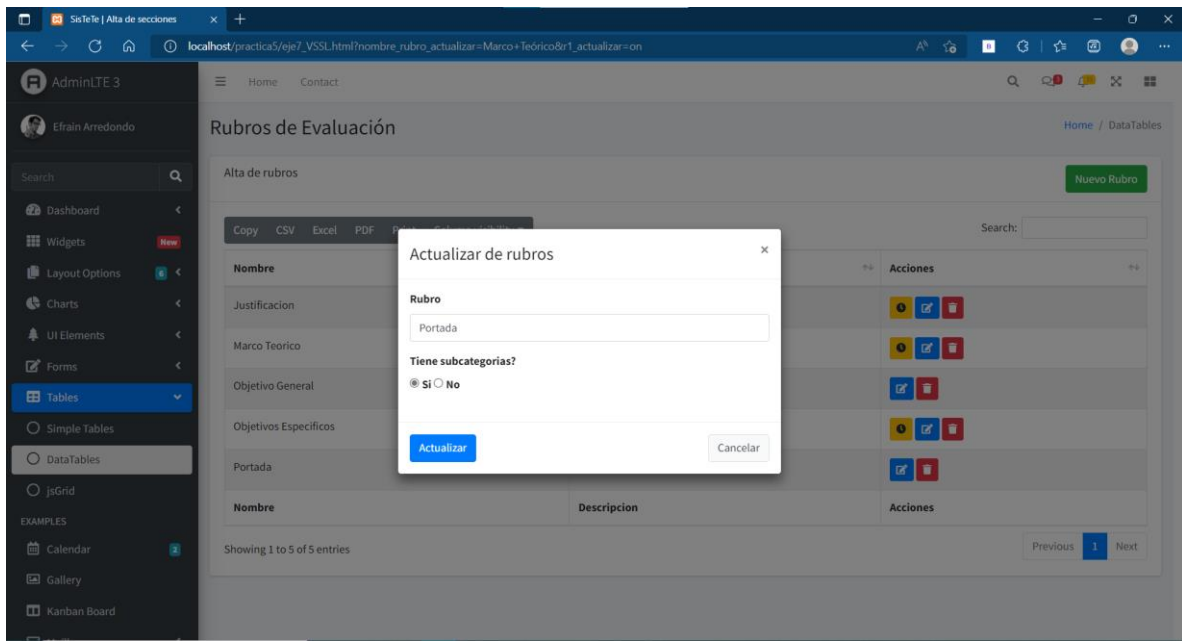 SisTeTe | Alta de secciones
localhost/practica5/eje7_VSSL.html?nombre_rubro_actualizar=Marco+Teórico&r1_actualizar=on
AdminLTE 3
Home Contact
Efrain Arredondo
Rubros de Evaluación
Home / DataTables
Search
Alta de rubros
Nuevo Rubro
Dashboard
Copy CSV Excel PDF
Search:
Widgets New
Actualizar de rubros ×
Layout Options 6
Nombre
Acciones
Charts
Justificacion
Rubro
Portada
UI Elements
Marco Teorico
Tiene subcategorias?
Forms
Objetivo General
Si No
Tables
Simple Tables
Objetivos Especificos
Actualizar Cancelar
DataTables
Portada
jsGrid
Nombre Descripcion Acciones
EXAMPLES
Calendar 2
Showing 1 to 5 of 5 entries
Previous 1 Next
Gallery
Kanban Board